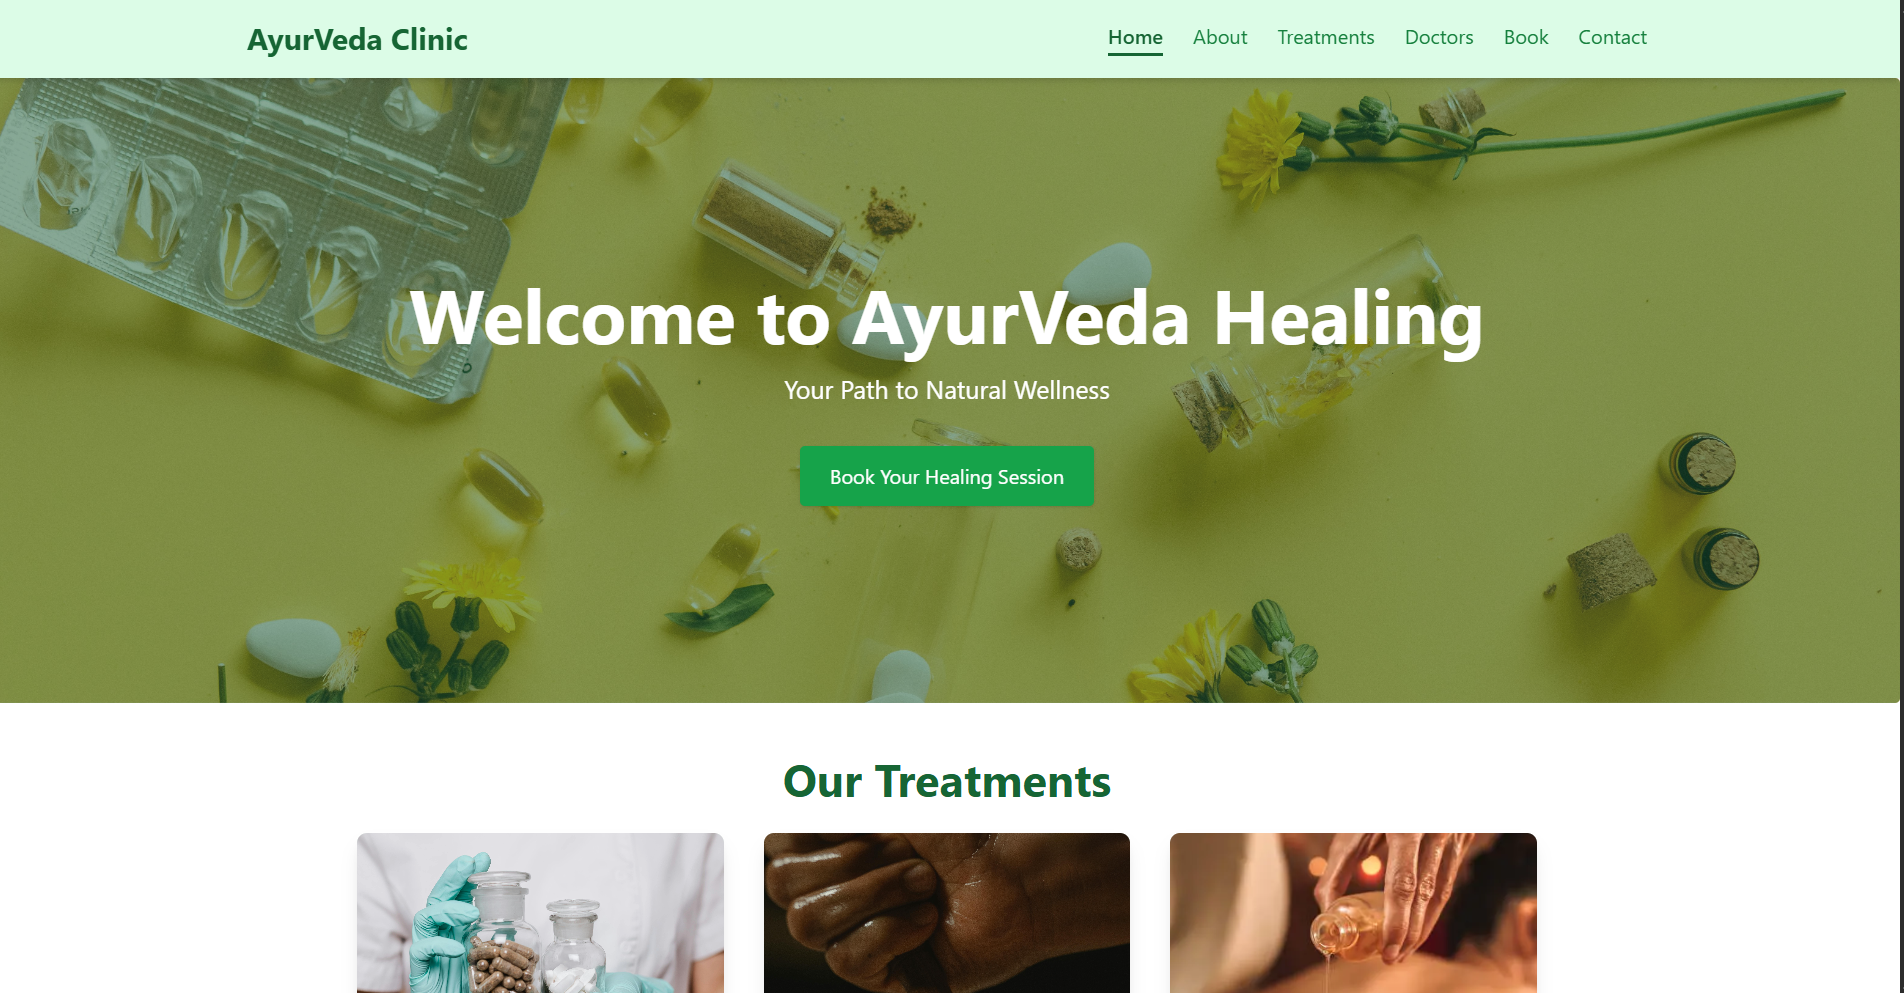 AyurVeda Clinic
Home About Treatments Doctors Book Contact
Welcome to AyurVeda Healing
Your Path to Natural Wellness
Book Your Healing Session
Our Treatments